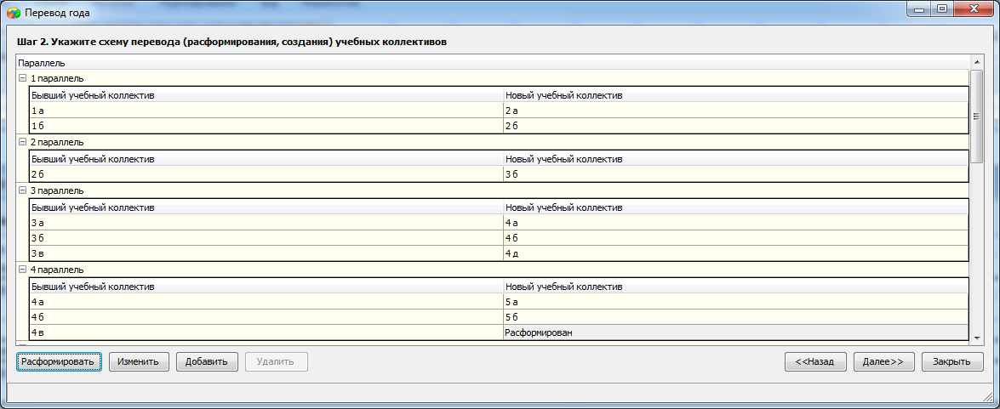 Перевод года
Шаг 2. Укажите схему перевода (расформирования, создания) учебных коллективов
Параллель
1 параллель
Бывший учебный коллектив Новый учебный коллектив
1 а 2 а
1 б 2 б
2 параллель
Бывший учебный коллектив Новый учебный коллектив
2 б 3 б
3 параллель
Бывший учебный коллектив Новый учебный коллектив
3 а 4 а
3 б 4 б
3 в 4 д
4 параллель
Бывший учебный коллектив Новый учебный коллектив
4 а 5 а
4 б 5 б
4 в Расформирован
Расформировать Изменить Добавить Удалить <<Назад Далее>> Закрыть